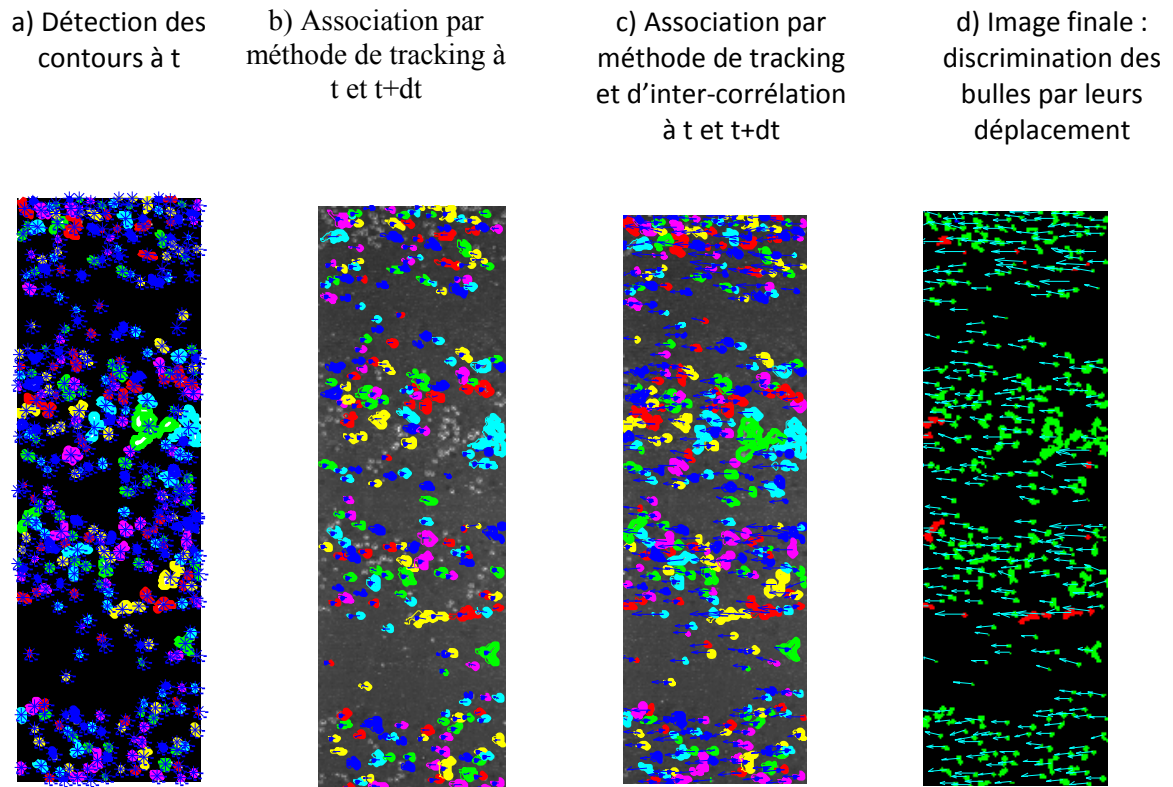 a) Détection des
contours à t
b) Association par
méthode de tracking à
t et t+dt
c) Association par
méthode de tracking
et d’inter-corrélation
à t et t+dt
d) Image finale :
discrimination des
bulles par leurs
déplacement